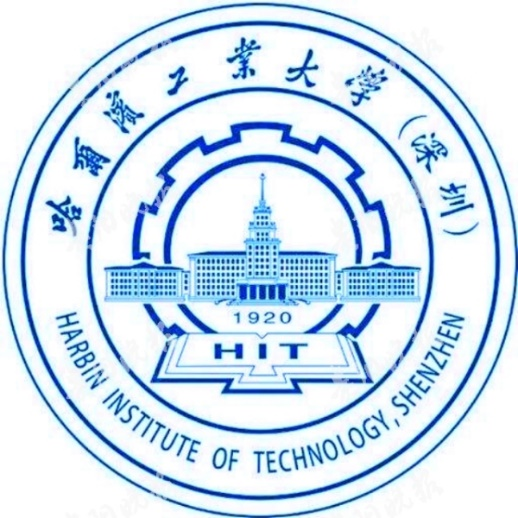 哈爾濱工業大學(深圳)
1920
HIT
HARBIN INSTITUTE OF TECHNOLOGY, SHENZHEN